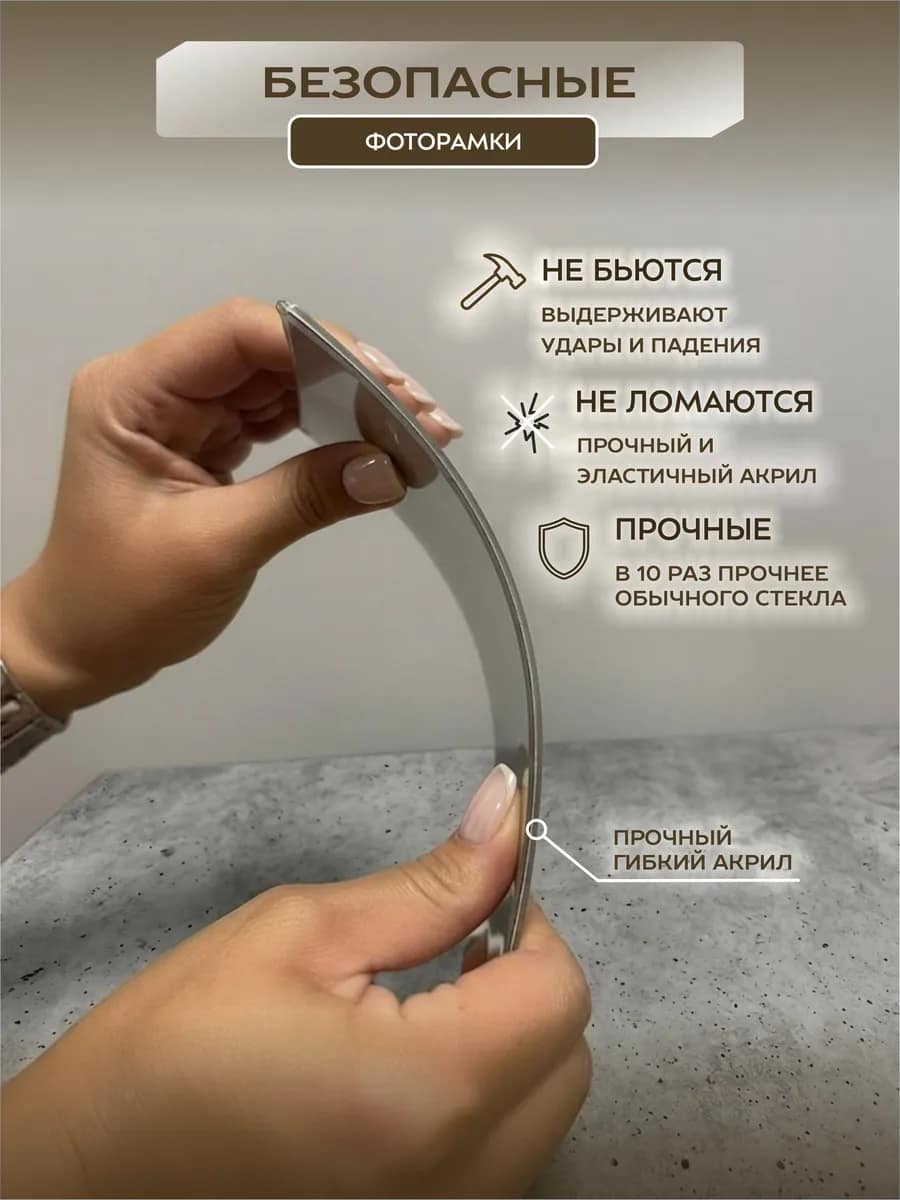 БЕЗОПАСНЫЕ
ФОТОРАМКИ
НЕ БЬЮТСЯ
ВЫДЕРЖИВАЮТ
УДАРЫ И ПАДЕНИЯ
НЕ ЛОМАЮТСЯ
ПРОЧНЫЙ И
ЭЛАСТИЧНЫЙ АКРИЛ
ПРОЧНЫЕ
В 10 РАЗ ПРОЧНЕЕ
ОБЫЧНОГО СТЕКЛА
ПРОЧНЫЙ
ГИБКИЙ АКРИЛ